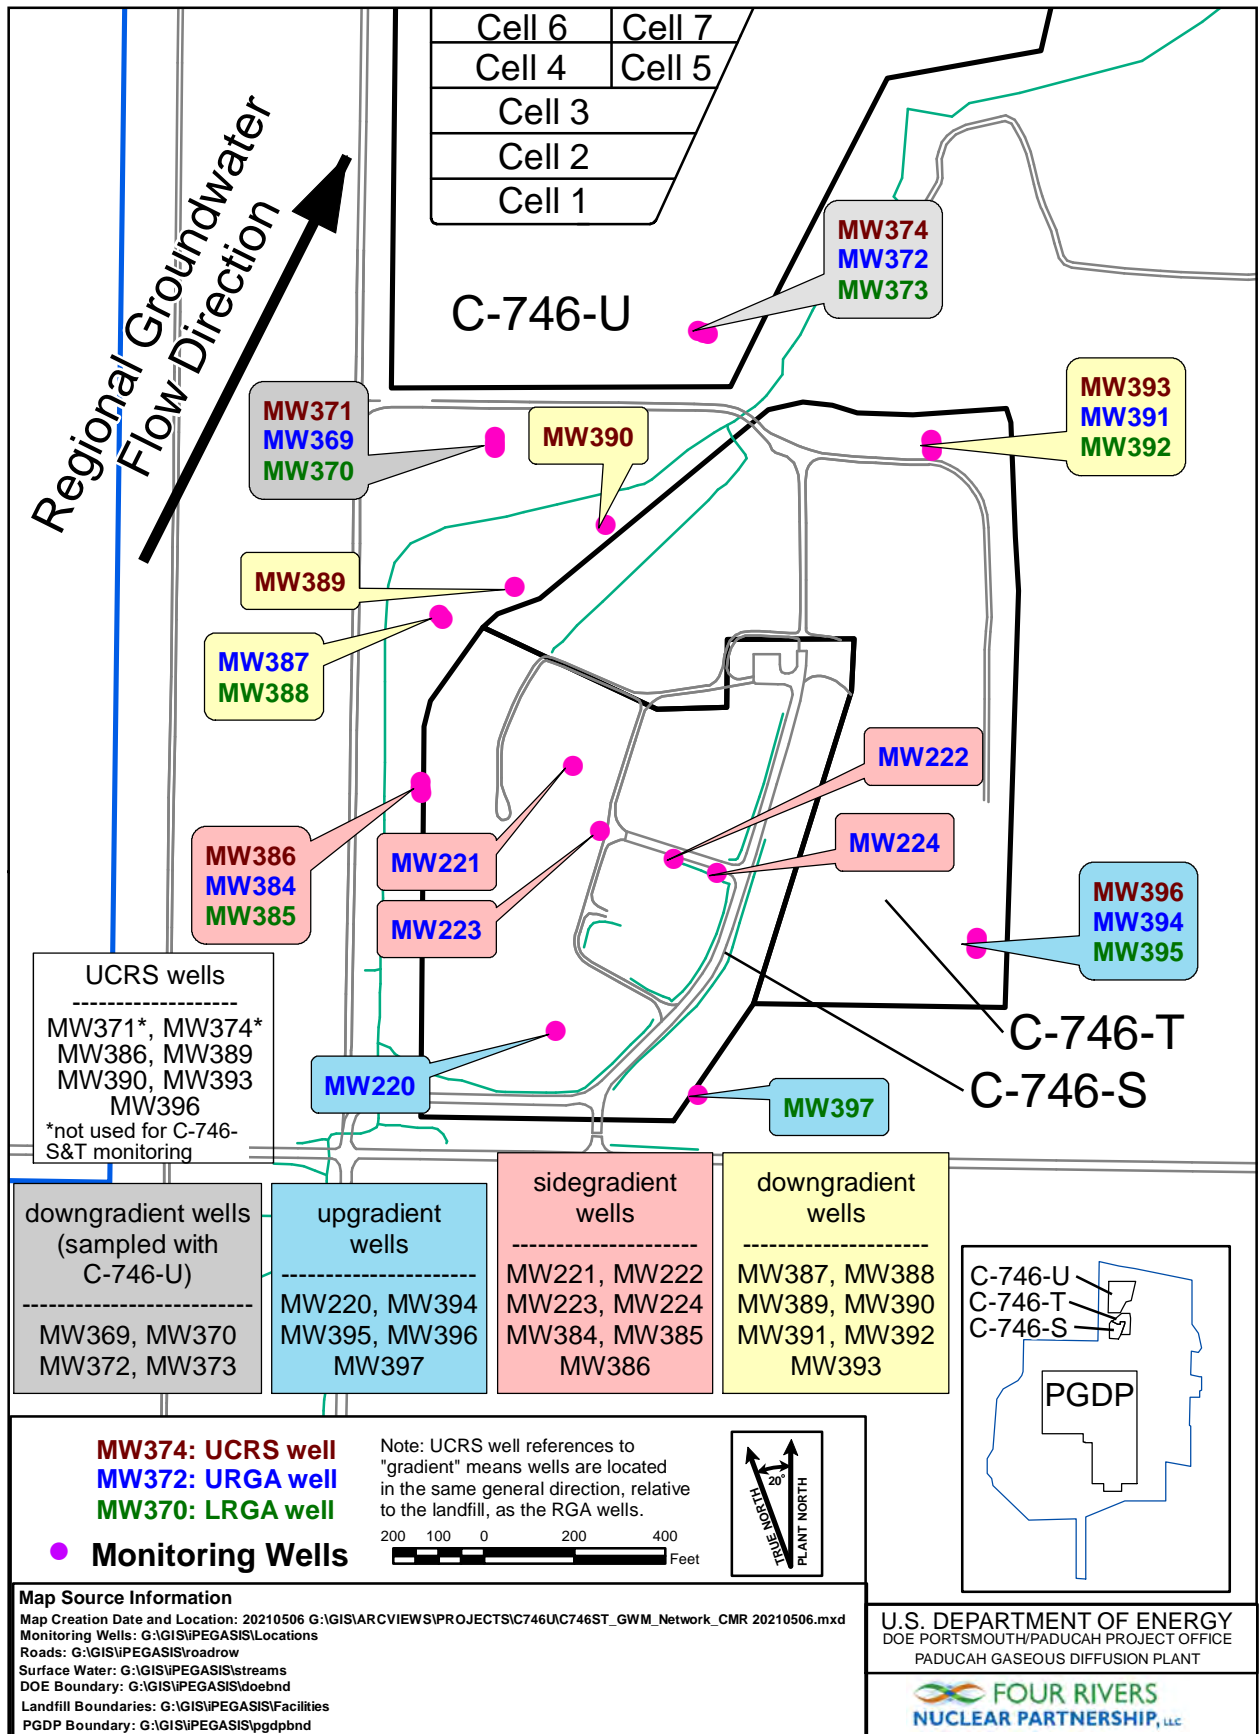 Cell 6
Cell 7
Cell 4
Cell 5
Cell 3
Cell 2
Cell 1
Regional Groundwater
Flow Direction
C-746-U
MW374
MW372
MW373
MW371
MW369
MW370
MW390
MW393
MW391
MW392
MW389
MW387
MW388
MW222
MW386
MW384
MW385
MW221
MW224
MW223
MW396
MW394
MW395
UCRS wells
-------------------
MW371*, MW374*
MW386, MW389
MW390, MW393
MW396
*not used for C-746-
S&T monitoring
C-746-T
C-746-S
MW220
MW397
downgradient wells
(sampled with
C-746-U)
--------------------------
MW369, MW370
MW372, MW373
upgradient
wells
----------------------
MW220, MW394
MW395, MW396
MW397
sidegradient
wells
---------------------
MW221, MW222
MW223, MW224
MW384, MW385
MW386
downgradient
wells
---------------------
MW387, MW388
MW389, MW390
MW391, MW392
MW393
C-746-U
C-746-T
C-746-S
PGDP
MW374: UCRS well
MW372: URGA well
MW370: LRGA well
Monitoring Wells
Note: UCRS well references to
"gradient" means wells are located
in the same general direction, relative
to the landfill, as the RGA wells.
200 100 0 200 400
Feet
20°
TRUE NORTH
PLANT NORTH
Map Source Information
Map Creation Date and Location: 20210506 G:\GIS\ARCVIEWS\PROJECTS\C746U\C746ST_GWM_Network_CMR 20210506.mxd
Monitoring Wells: G:\GIS\iPEGASIS\Locations
Roads: G:\GIS\iPEGASIS\roadrow
Surface Water: G:\GIS\iPEGASIS\streams
DOE Boundary: G:\GIS\iPEGASIS\doebnd
Landfill Boundaries: G:\GIS\iPEGASIS\Facilities
PGDP Boundary: G:\GIS\iPEGASIS\pgdpbnd
U.S. DEPARTMENT OF ENERGY
DOE PORTSMOUTH/PADUCAH PROJECT OFFICE
PADUCAH GASEOUS DIFFUSION PLANT
FOUR RIVERS
NUCLEAR PARTNERSHIP, LLC